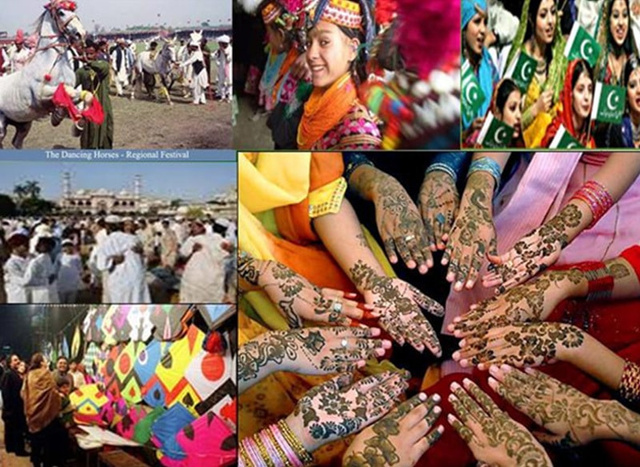 The Dancing Horses - Regional Festival